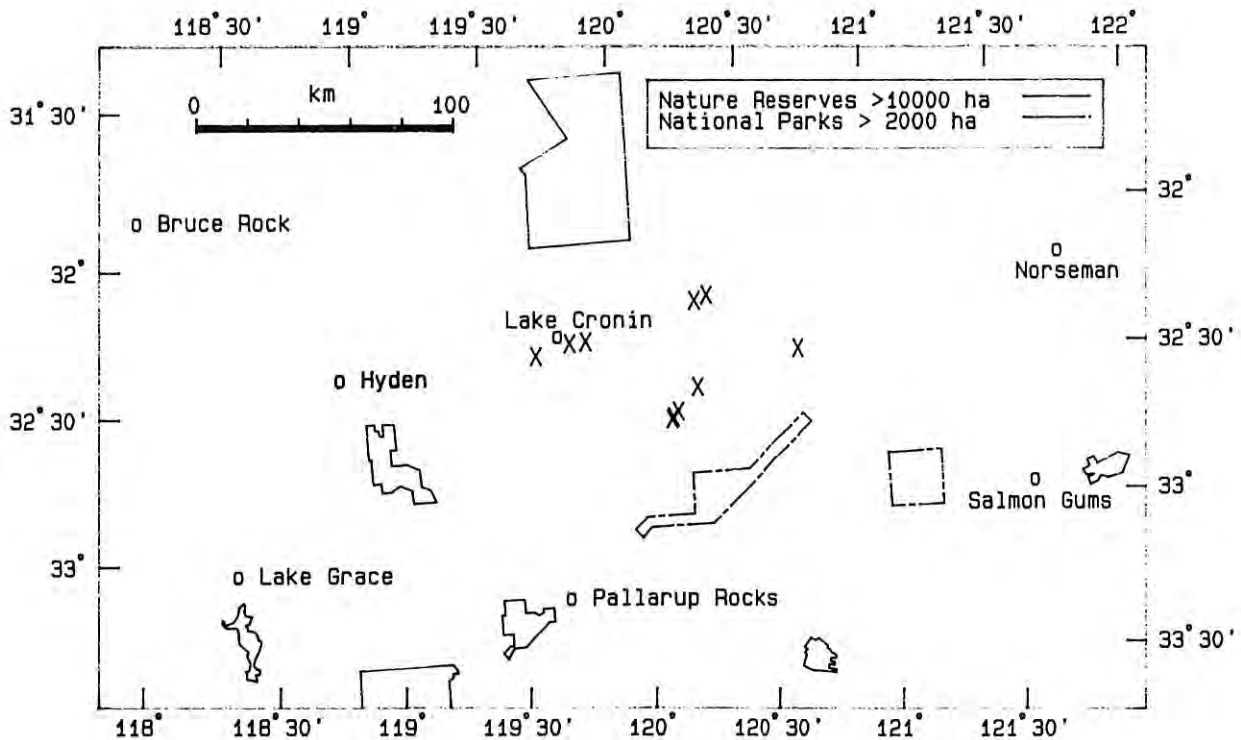 118°30' 119° 119°30' 120° 120°30' 121° 121°30' 122°
0 km 100
Nature Reserves >10000 ha
National Parks > 2000 ha
31°30'
32°
Bruce Rock
Norseman
32°
X X
Lake Cronin
X X X
32°30'
X
Hyden
X
32°30'
X X X
Salmon Gums
33°
33°
Lake Grace
Pallarup Rocks
33°30'
118° 118°30' 119° 119°30' 120° 120°30' 121° 121°30'